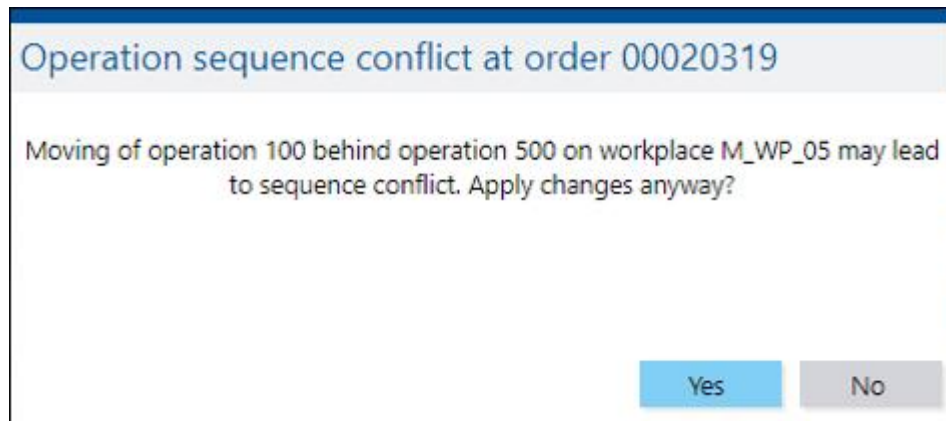 Operation sequence conflict at order 00020319
Moving of operation 100 behind operation 500 on workplace M_WP_05 may lead
to sequence conflict. Apply changes anyway?
Yes No